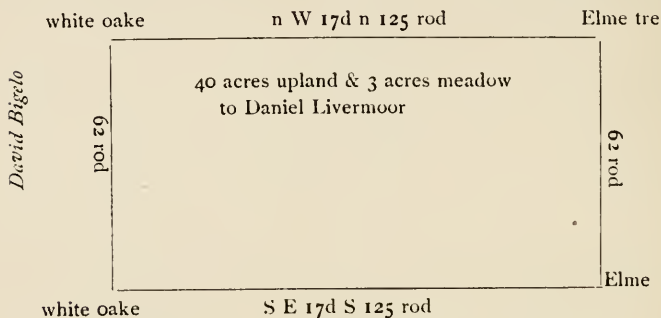 white oake n W 17d n 125 rod Elme tre
40 acres upland & 3 acres meadow
to Daniel Livermoor
David Bigelo
62 rod
62 rod
Elme
white oake S E 17d S 125 rod